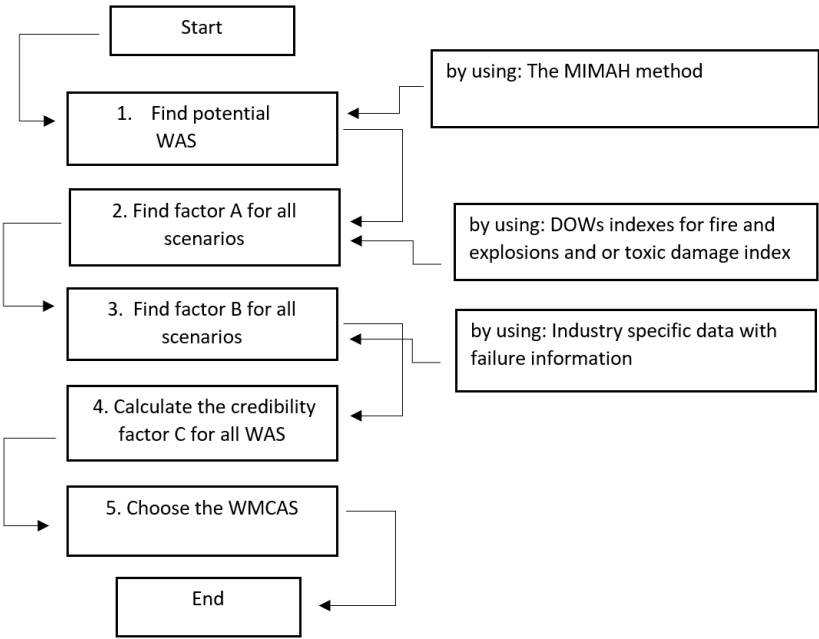 Start
by using: The MIMAH method
1. Find potential
WAS
2. Find factor A for all
scenarios
by using: DOWs indexes for fire and
explosions and or toxic damage index
3. Find factor B for all
scenarios
by using: Industry specific data with
failure information
4. Calculate the credibility
factor C for all WAS
5. Choose the WMCAS
End